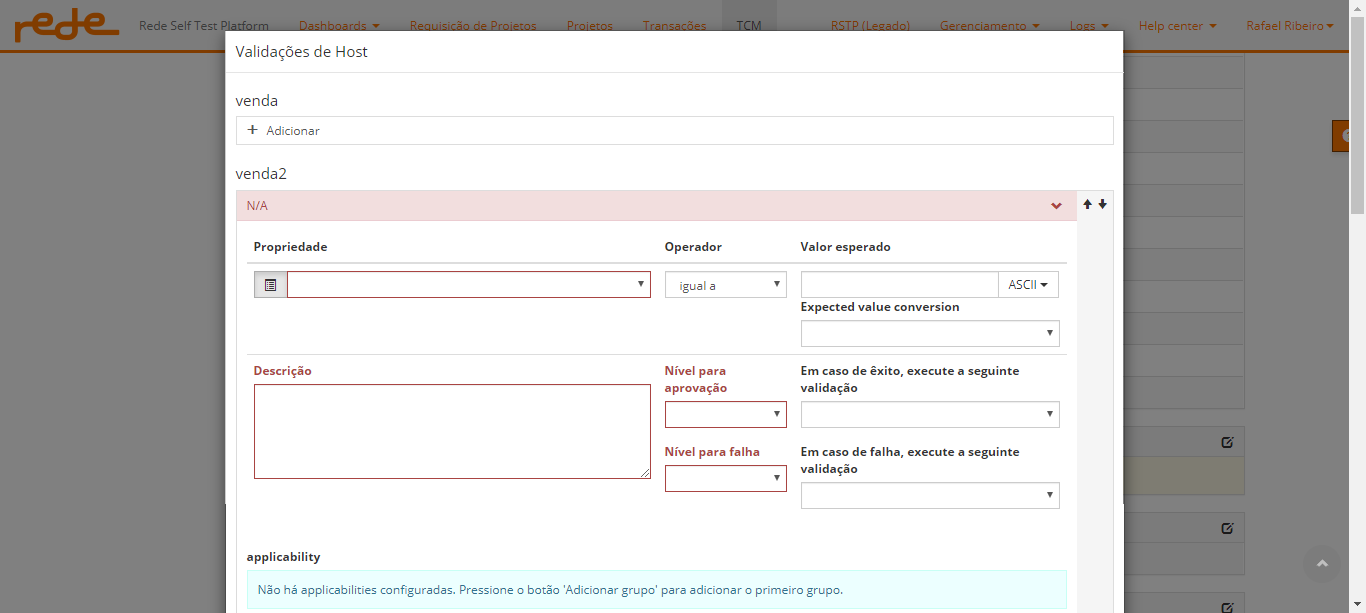 rede Rede Self Test Platform Dashboards Requisição de Projetos Projetos Transações TCM RSTP (Legado) Gerenciamento Logs Help center Rafael Ribeiro
Validações de Host
venda
+ Adicionar
venda2
N/A
Propriedade Operador Valor esperado
igual a ASCII
Expected value conversion
Descrição Nível para aprovação Em caso de êxito, execute a seguinte validação
Nível para falha Em caso de falha, execute a seguinte validação
applicability
Não há applicabilities configuradas. Pressione o botão 'Adicionar grupo' para adicionar o primeiro grupo.